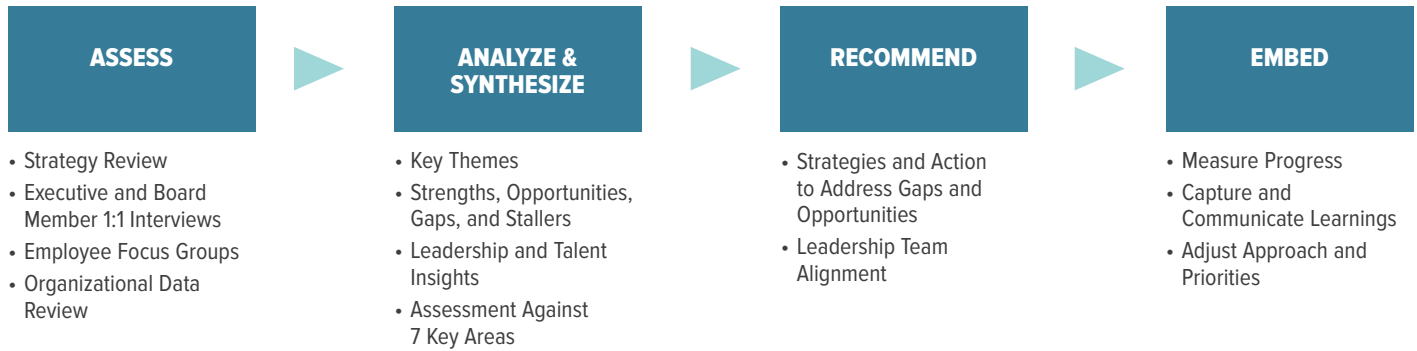 ASSESS
• Strategy Review
• Executive and Board
Member 1:1 Interviews
• Employee Focus Groups
• Organizational Data
Review
ANALYZE &
SYNTHESIZE
• Key Themes
• Strengths, Opportunities,
Gaps, and Stallers
• Leadership and Talent
Insights
• Assessment Against
7 Key Areas
RECOMMEND
• Strategies and Action
to Address Gaps and
Opportunities
• Leadership Team
Alignment
EMBED
• Measure Progress
• Capture and
Communicate Learnings
• Adjust Approach and
Priorities